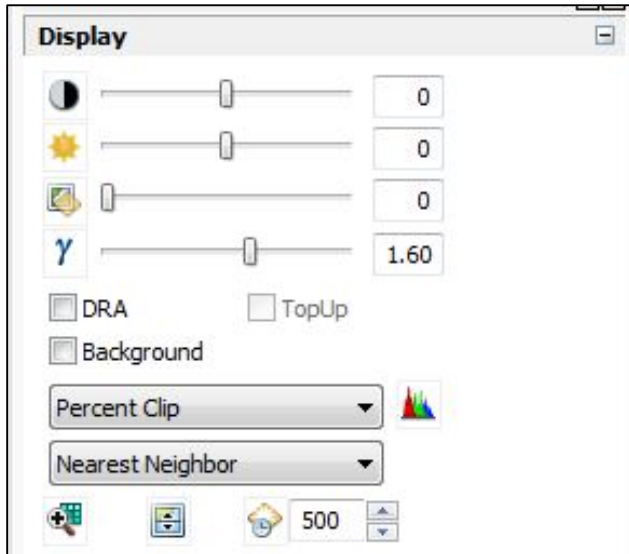 Display
0
0
0
γ 1.60
DRA TopUp
Background
Percent Clip
Nearest Neighbor
500